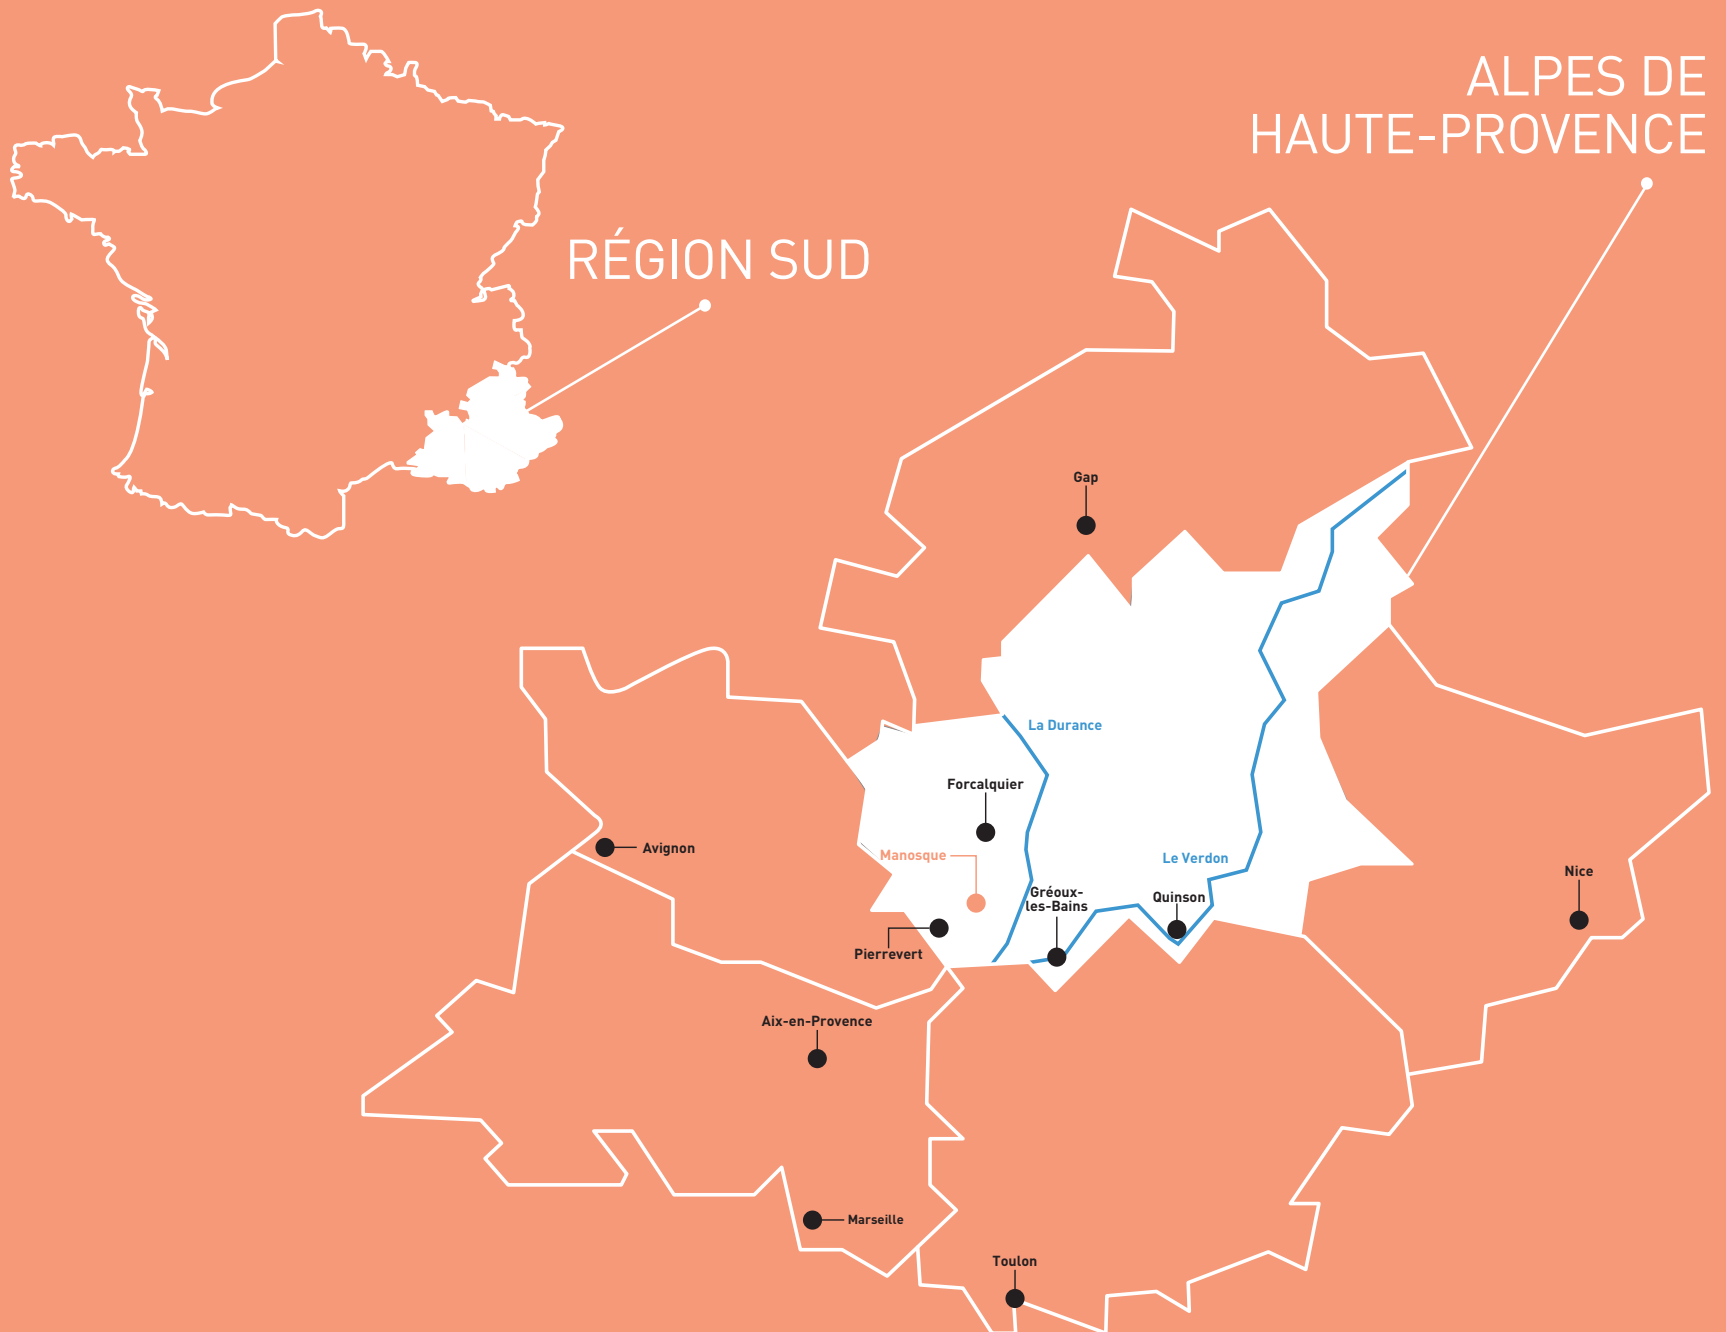 ALPES DE
HAUTE-PROVENCE
RÉGION SUD
Gap
La Durance
Forcalquier
Avignon
Manosque
Le Verdon
Nice
Gréoux-
les-Bains
Quinson
Pierrevert
Aix-en-Provence
Marseille
Toulon